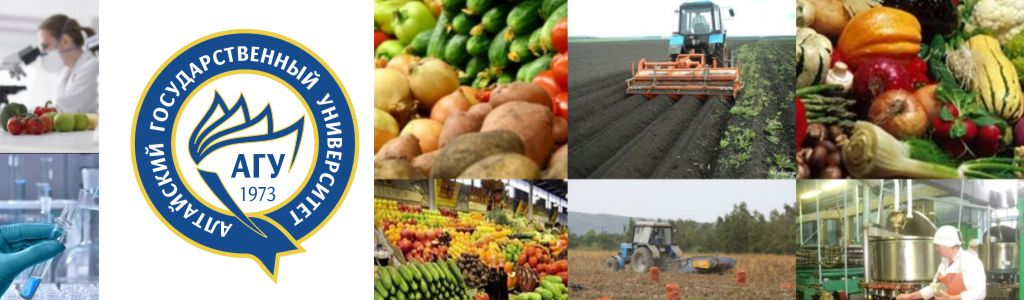 АЛТАЙСКИЙ ГОСУДАРСТВЕННЫЙ УНИВЕРСИТЕТ
АГУ
1973